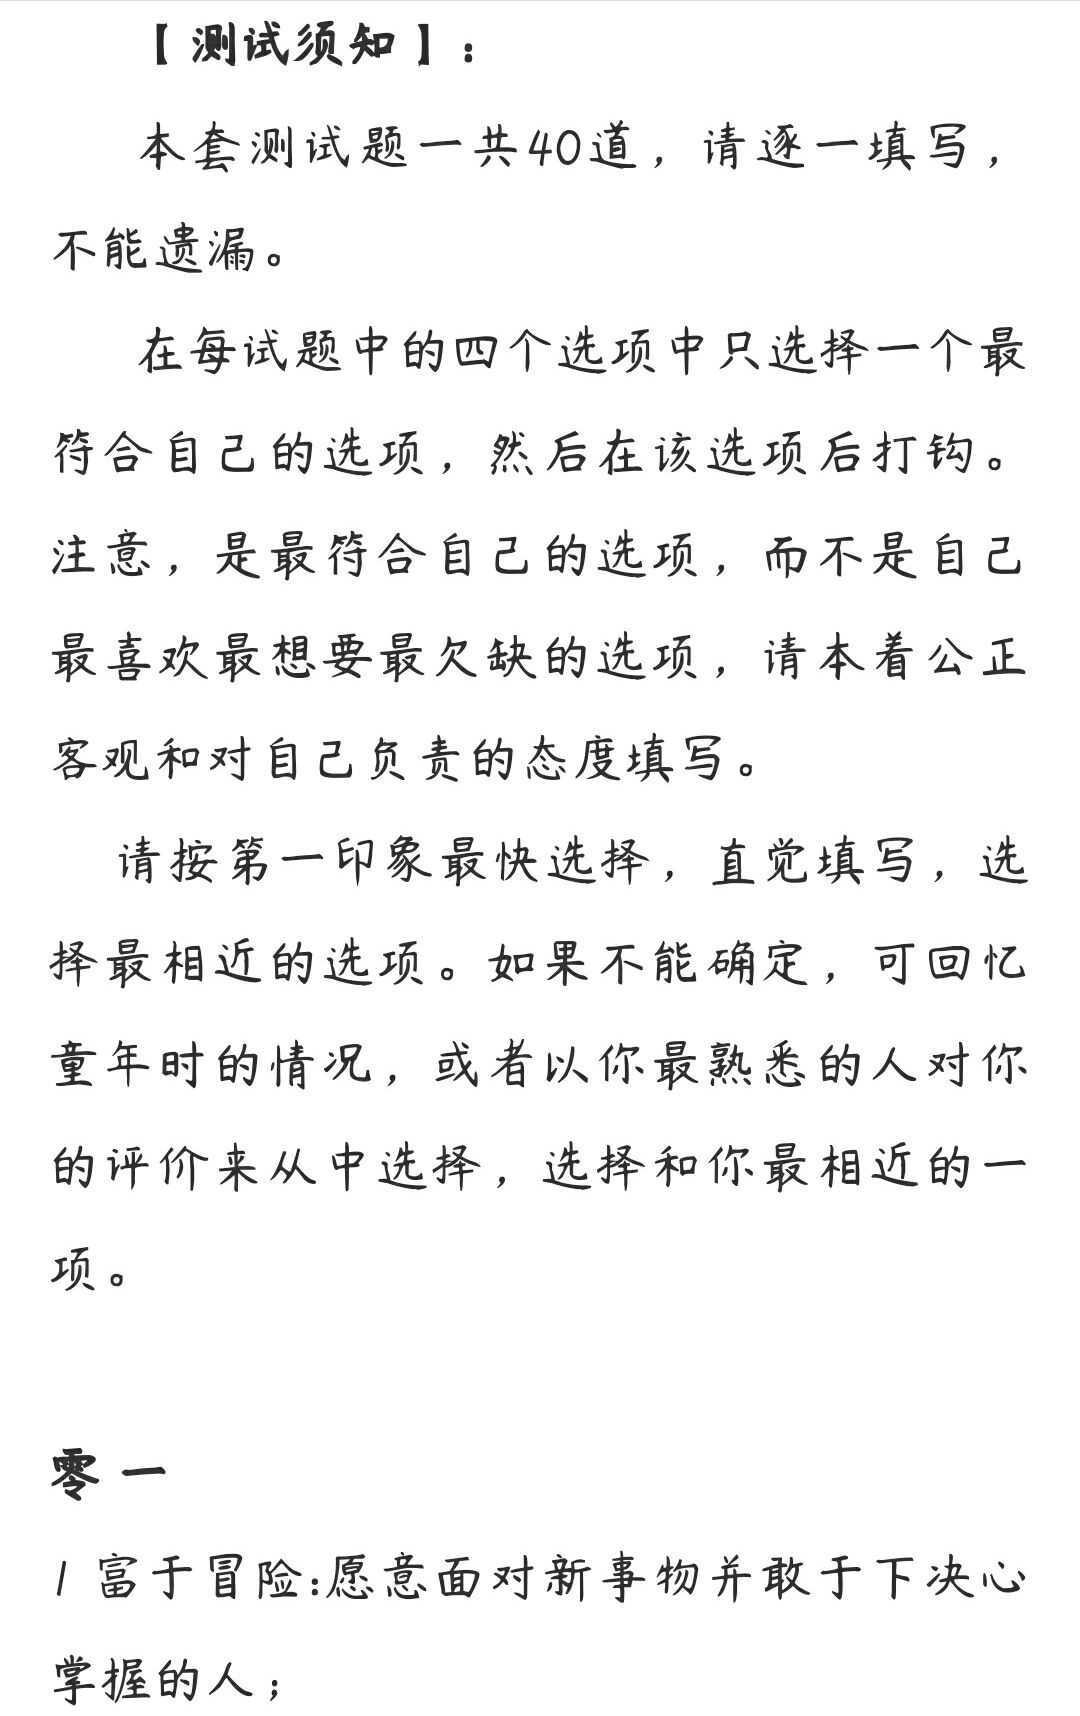 【测试须知】：
本套测试题一共40道，请逐一填写，
不能遗漏。
在每试题中的四个选项中只选择一个最
符合自己的选项，然后在该选项后打钩。
注意，是最符合自己的选项，而不是自己
最喜欢最想要最欠缺的选项，请本着公正
客观和对自己负责的态度填写。
请按第一印象最快选择，直觉填写，选
择最相近的选项。如果不能确定，可回忆
童年时的情况，或者以你最熟悉的人对你
的评价来从中选择，选择和你最相近的一
项。
零一
1 富于冒险:愿意面对新事物并敢于下决心
掌握的人；